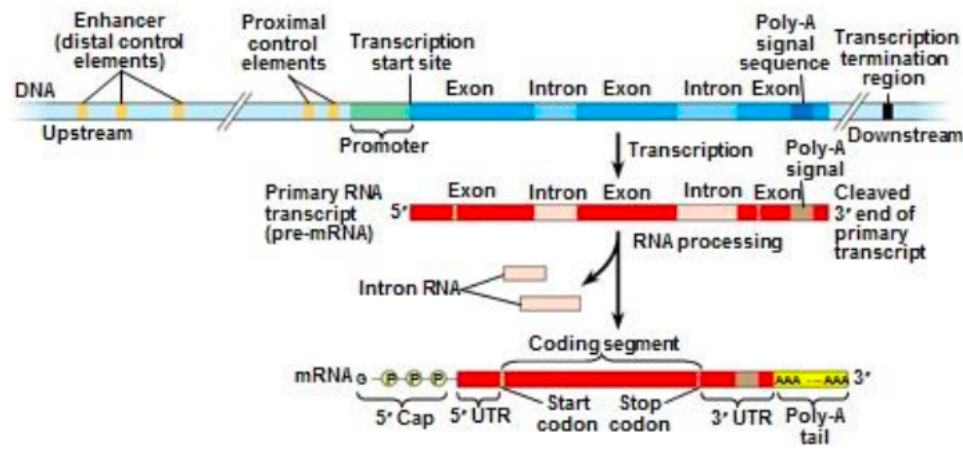 Enhancer
(distal control
elements)
Proximal
control
elements
Transcription
start site
Poly-A
signal
sequence
Transcription
termination
region
DNA
Exon Intron Exon Intron Exon
Upstream
Promoter
Downstream
Transcription
Poly-A
signal
Primary RNA
transcript
(pre-mRNA)
5′
Exon Intron Exon Intron Exon
Cleaved
3′ end of
primary
transcript
RNA processing
Intron RNA
Coding segment
mRNA G P P P AAA ... AAA 3′
5′ Cap
5′ UTR
Start
codon
Stop
codon
3′ UTR
Poly-A
tail